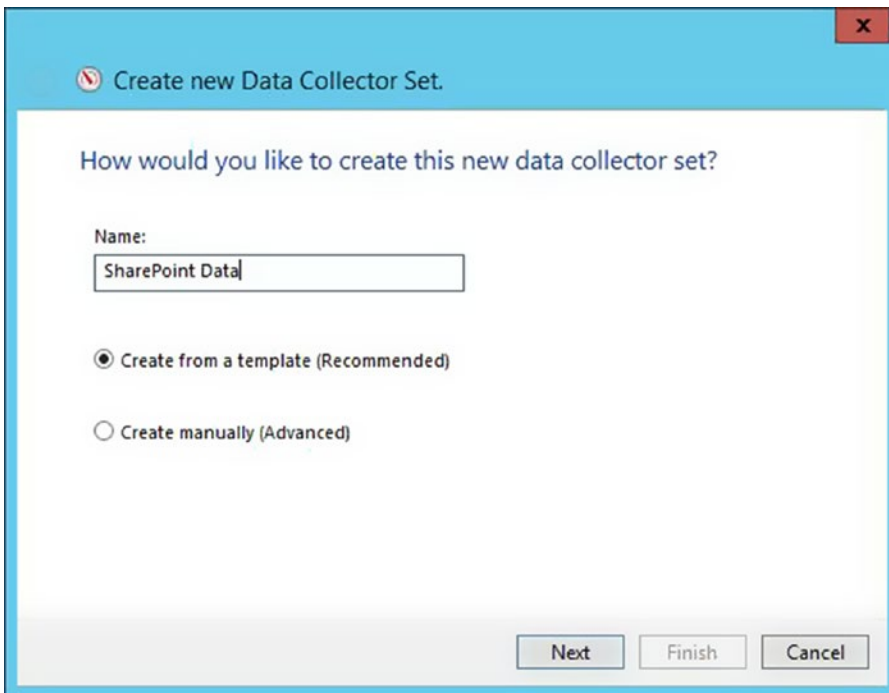 x
Create new Data Collector Set.
How would you like to create this new data collector set?
Name:
SharePoint Data
Create from a template (Recommended)
Create manually (Advanced)
Next Finish Cancel